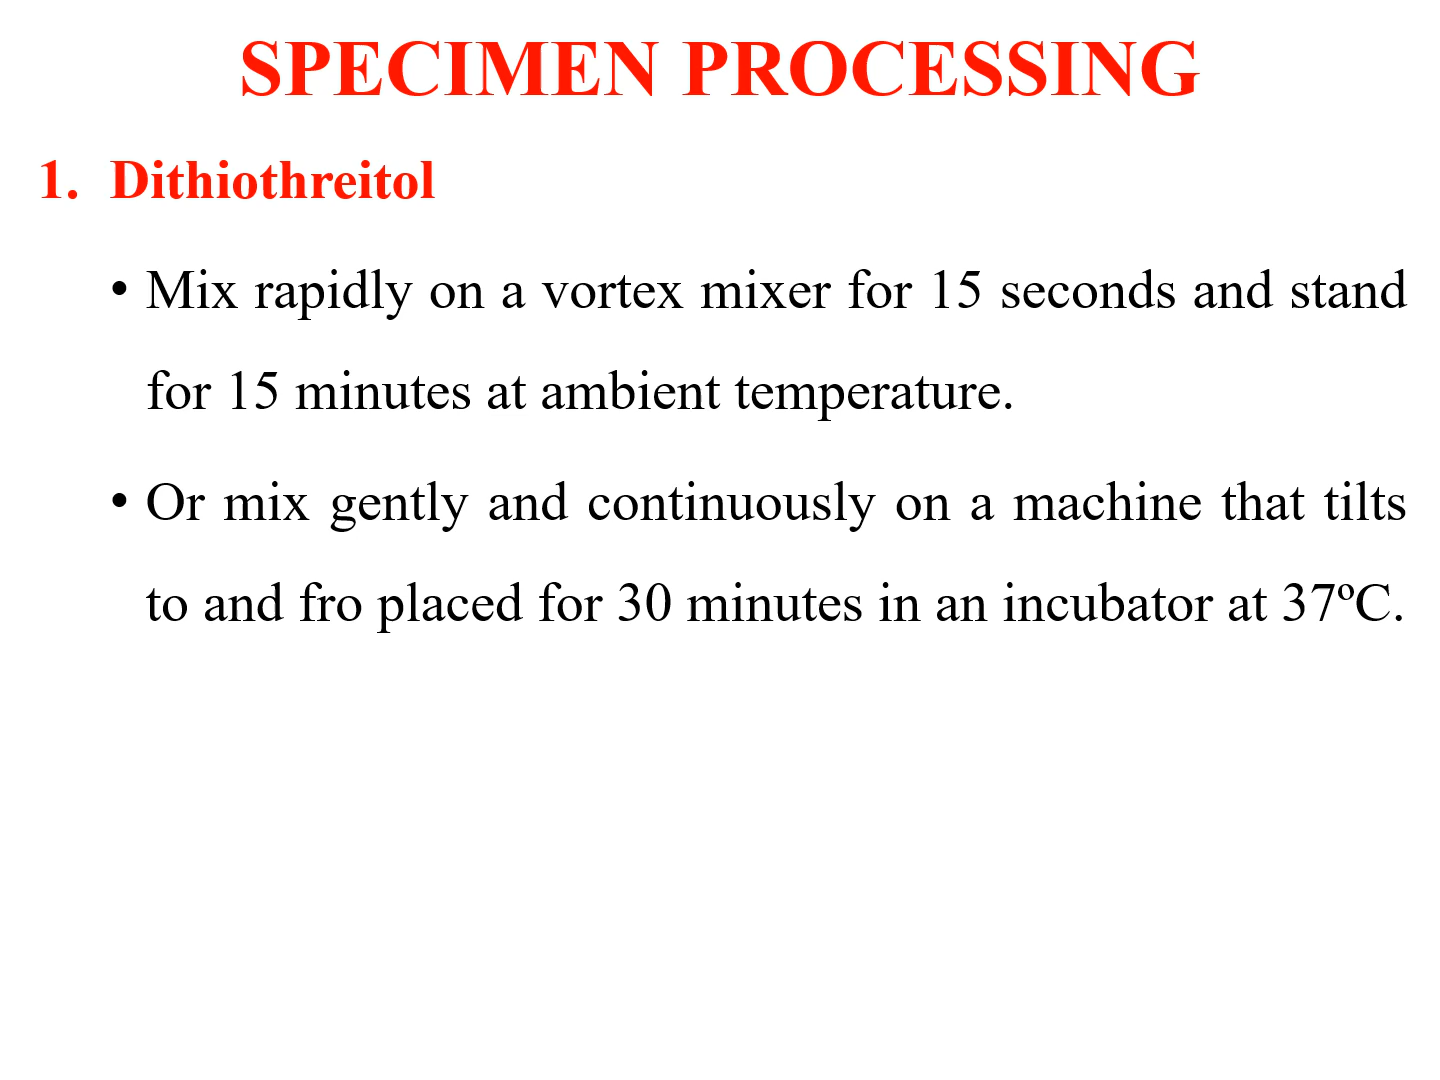 SPECIMEN PROCESSING
1. Dithiothreitol
• Mix rapidly on a vortex mixer for 15 seconds and stand
for 15 minutes at ambient temperature.
• Or mix gently and continuously on a machine that tilts
to and fro placed for 30 minutes in an incubator at 37ºC.